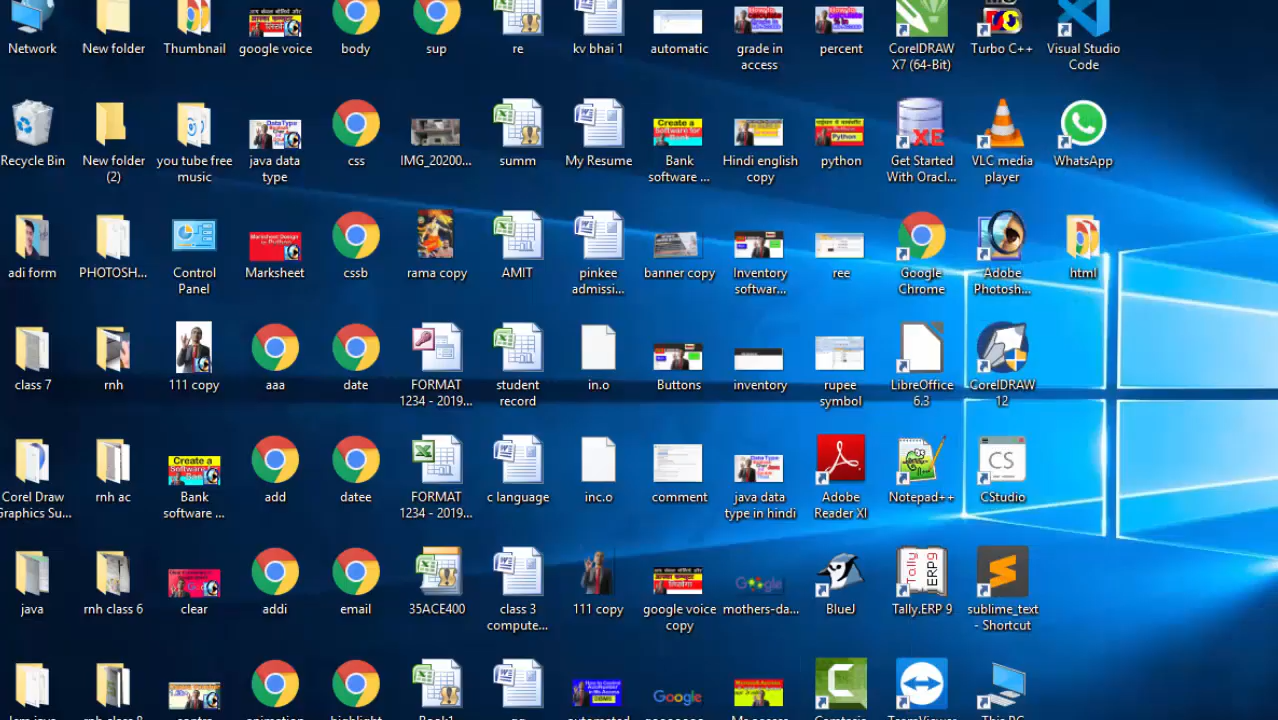 Network
New folder
Thumbnail
google voice
body
sup
re
kv bhai 1
automatic
grade in
access
percent
CorelDRAW
X7 (64-Bit)
Turbo C++
Visual Studio
Code
Recycle Bin
New folder
(2)
you tube free
music
java data
type
css
IMG_20200...
summ
My Resume
Bank
software ...
Hindi english
copy
python
Get Started
With Oracl...
VLC media
player
WhatsApp
adi form
PHOTOSH...
Control
Panel
Marksheet
cssb
rama copy
AMIT
pinkee
admissi...
banner copy
Inventory
softwar...
ree
Google
Chrome
Adobe
Photosh...
html
class 7
rnh
111 copy
aaa
date
FORMAT
1234 - 2019...
student
record
in.o
Buttons
inventory
rupee
symbol
LibreOffice
6.3
CorelDRAW
12
Corel Draw
Graphics Su...
rnh ac
Bank
software ...
add
datee
FORMAT
1234 - 2019...
c language
inc.o
comment
java data
type in hindi
Adobe
Reader XI
Notepad++
CStudio
java
rnh class 6
clear
addi
email
35ACE400
class 3
compute...
111 copy
google voice
copy
mothers-da...
BlueJ
Tally.ERP 9
sublime_text
- Shortcut